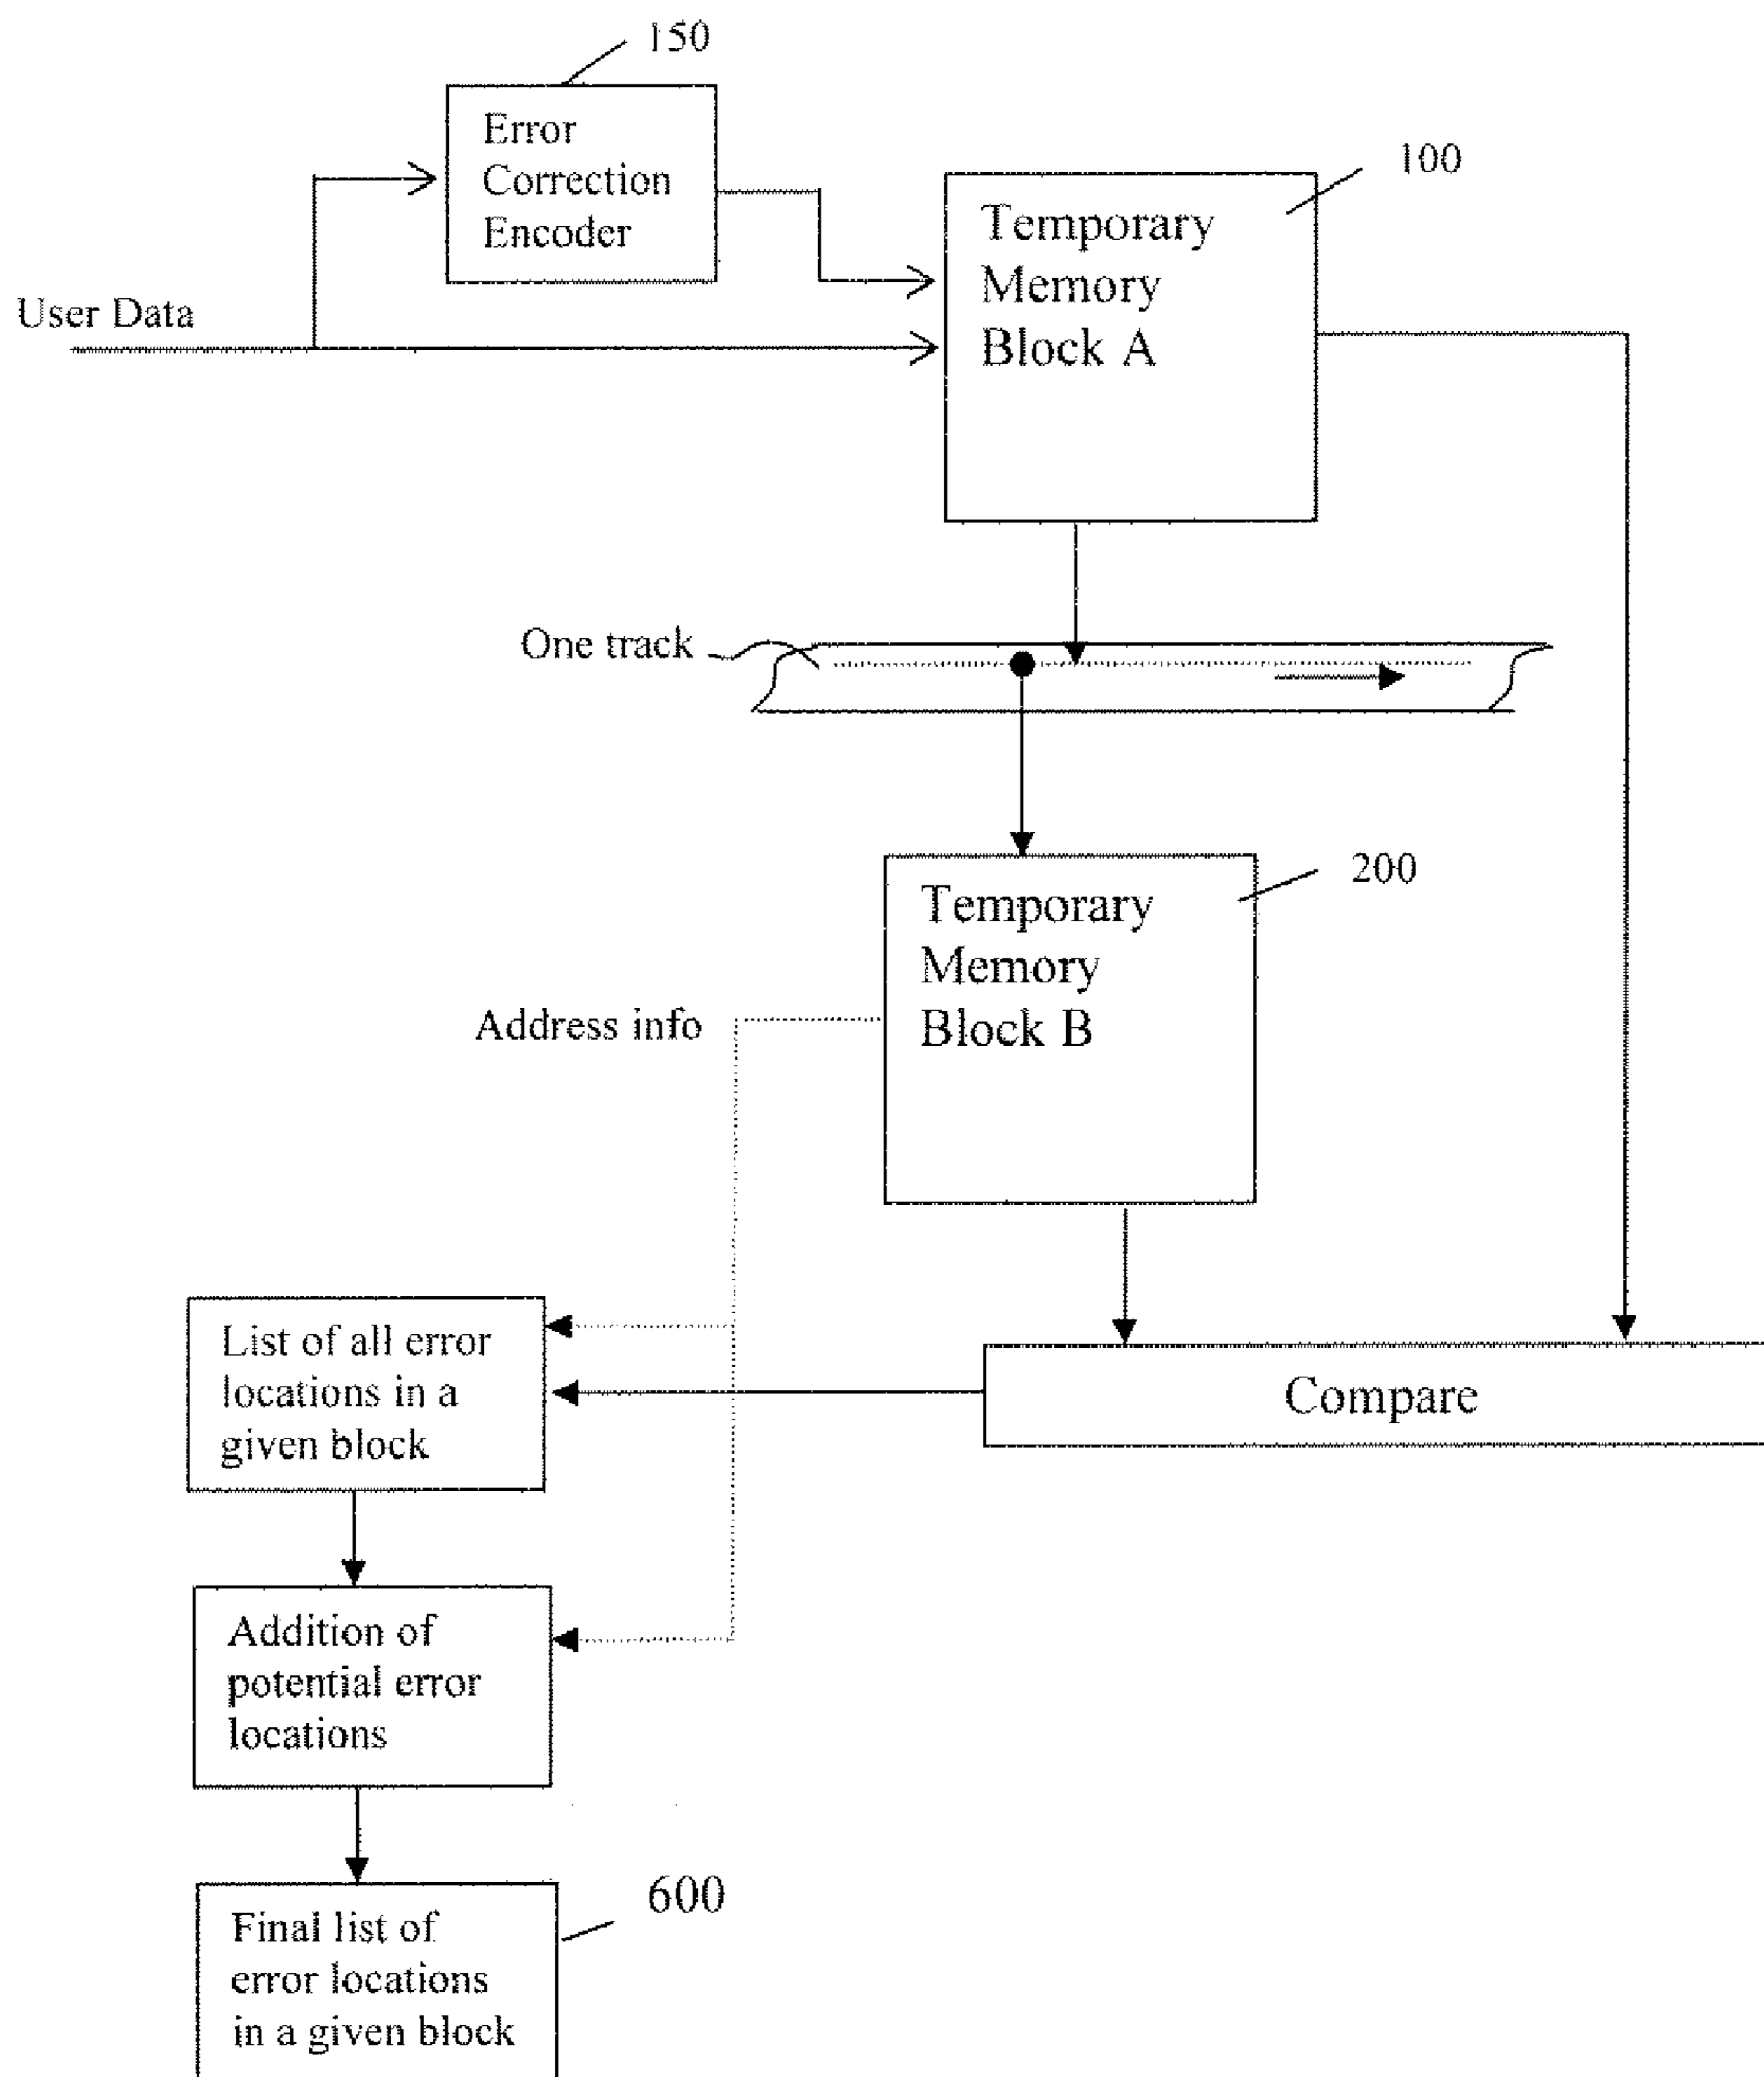 150
Error
Correction
Encoder
100
Temporary
Memory
Block A
User Data
One track
200
Temporary
Memory
Block B
Address info
List of all error
locations in a
given block
Compare
Addition of
potential error
locations
600
Final list of
error locations
in a given block